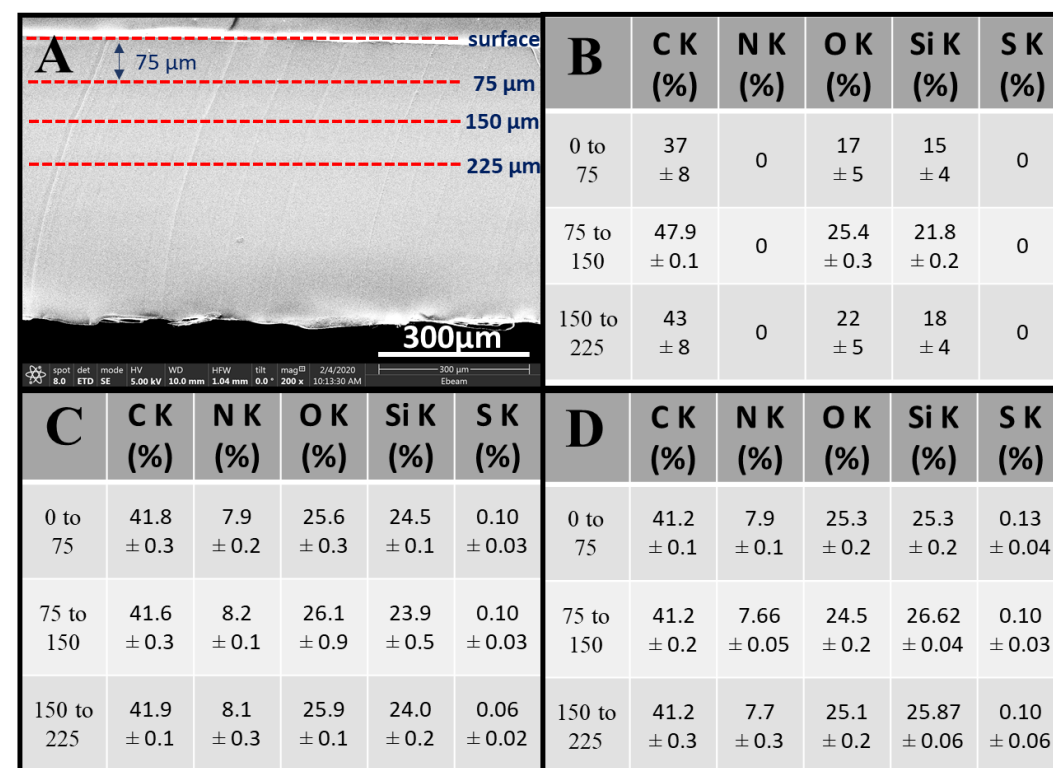 A
surface
75 µm
75 µm
150 µm
225 µm
300µm
spot det mode HV WD HFW tilt mag 2/4/2020 300 µm
8.0 ETD SE 5.00 kV 10.0 mm 1.04 mm 0.0 ° 200 x 10:13:30 AM Ebeam
B C K (%) N K (%) O K (%) Si K (%) S K (%)
0 to 75 37 ± 8 0 17 ± 5 15 ± 4 0
75 to 150 47.9 ± 0.1 0 25.4 ± 0.3 21.8 ± 0.2 0
150 to 225 43 ± 8 0 22 ± 5 18 ± 4 0
C C K (%) N K (%) O K (%) Si K (%) S K (%)
0 to 75 41.8 ± 0.3 7.9 ± 0.2 25.6 ± 0.3 24.5 ± 0.1 0.10 ± 0.03
75 to 150 41.6 ± 0.3 8.2 ± 0.1 26.1 ± 0.9 23.9 ± 0.5 0.10 ± 0.03
150 to 225 41.9 ± 0.1 8.1 ± 0.3 25.9 ± 0.1 24.0 ± 0.2 0.06 ± 0.02
D C K (%) N K (%) O K (%) Si K (%) S K (%)
0 to 75 41.2 ± 0.1 7.9 ± 0.1 25.3 ± 0.2 25.3 ± 0.2 0.13 ± 0.04
75 to 150 41.2 ± 0.2 7.66 ± 0.05 24.5 ± 0.2 26.62 ± 0.04 0.10 ± 0.03
150 to 225 41.2 ± 0.3 7.7 ± 0.3 25.1 ± 0.2 25.87 ± 0.06 0.10 ± 0.06